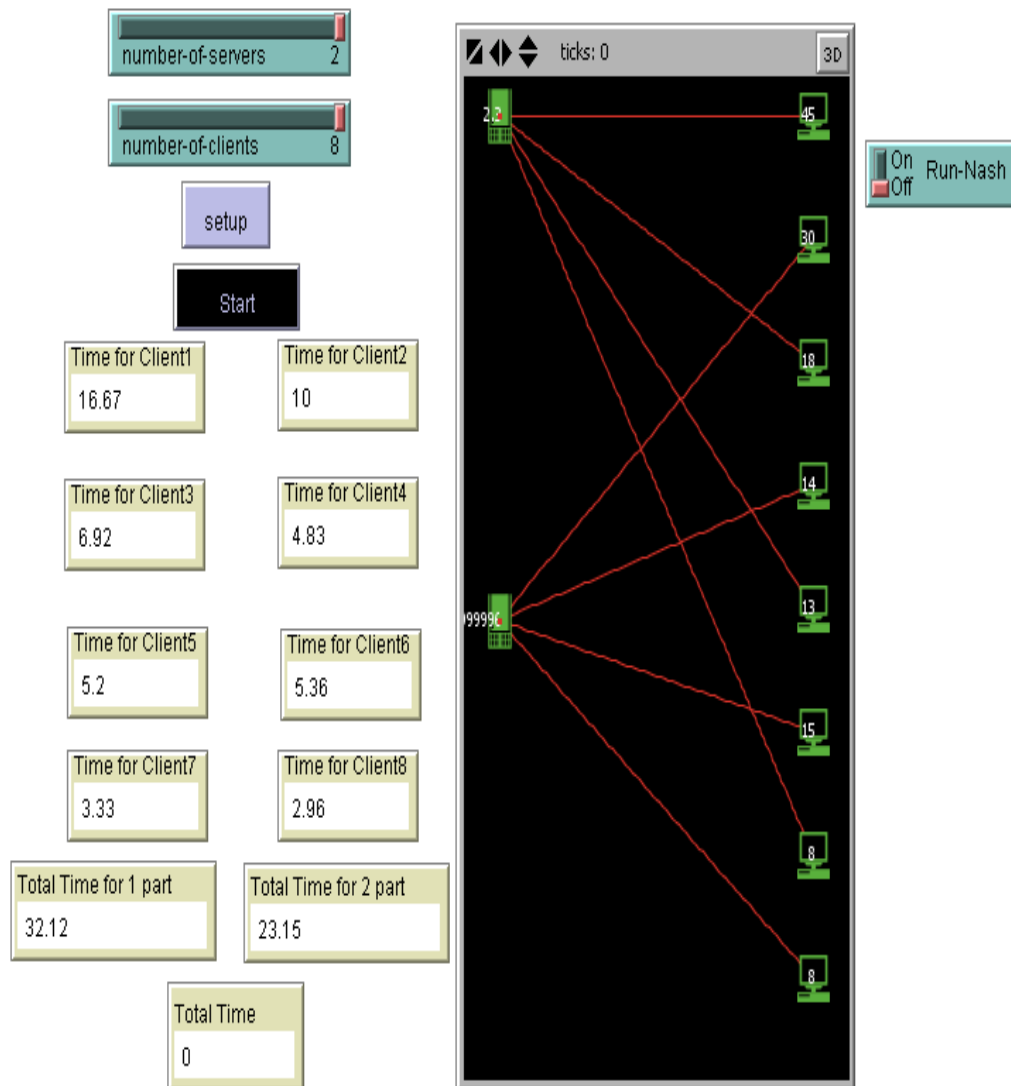 number-of-servers 2
number-of-clients 8
setup
Start
Time for Client1
16.67
Time for Client2
10
Time for Client3
6.92
Time for Client4
4.83
Time for Client5
5.2
Time for Client6
5.36
Time for Client7
3.33
Time for Client8
2.96
Total Time for 1 part
32.12
Total Time for 2 part
23.15
Total Time
0
ticks: 0
3D
45
30
18
14
13
15
8
8
On
Off
Run-Nash